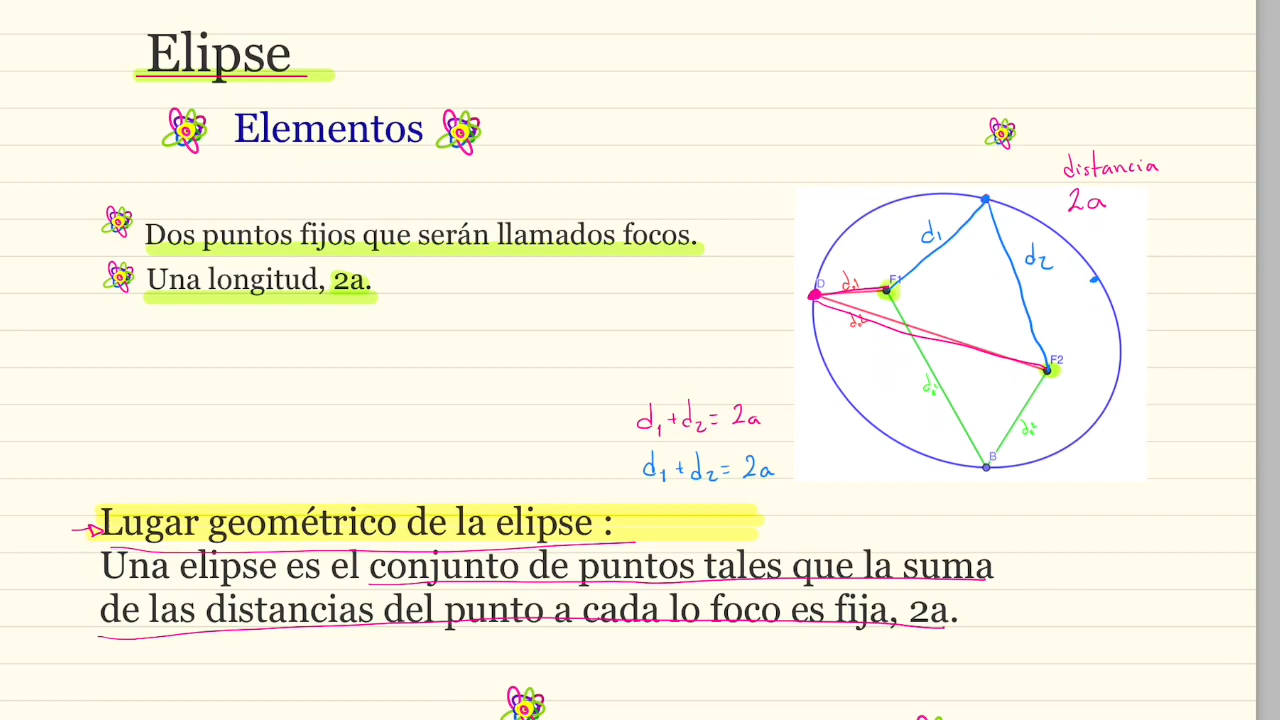 Elipse
Elementos
distancia
2a
Dos puntos fijos que serán llamados focos.
Una longitud, 2a.
d1
d2
D
F1
F2
B
d1+d2=2a
d1+d2=2a
Lugar geométrico de la elipse :
Una elipse es el conjunto de puntos tales que la suma
de las distancias del punto a cada lo foco es fija, 2a.